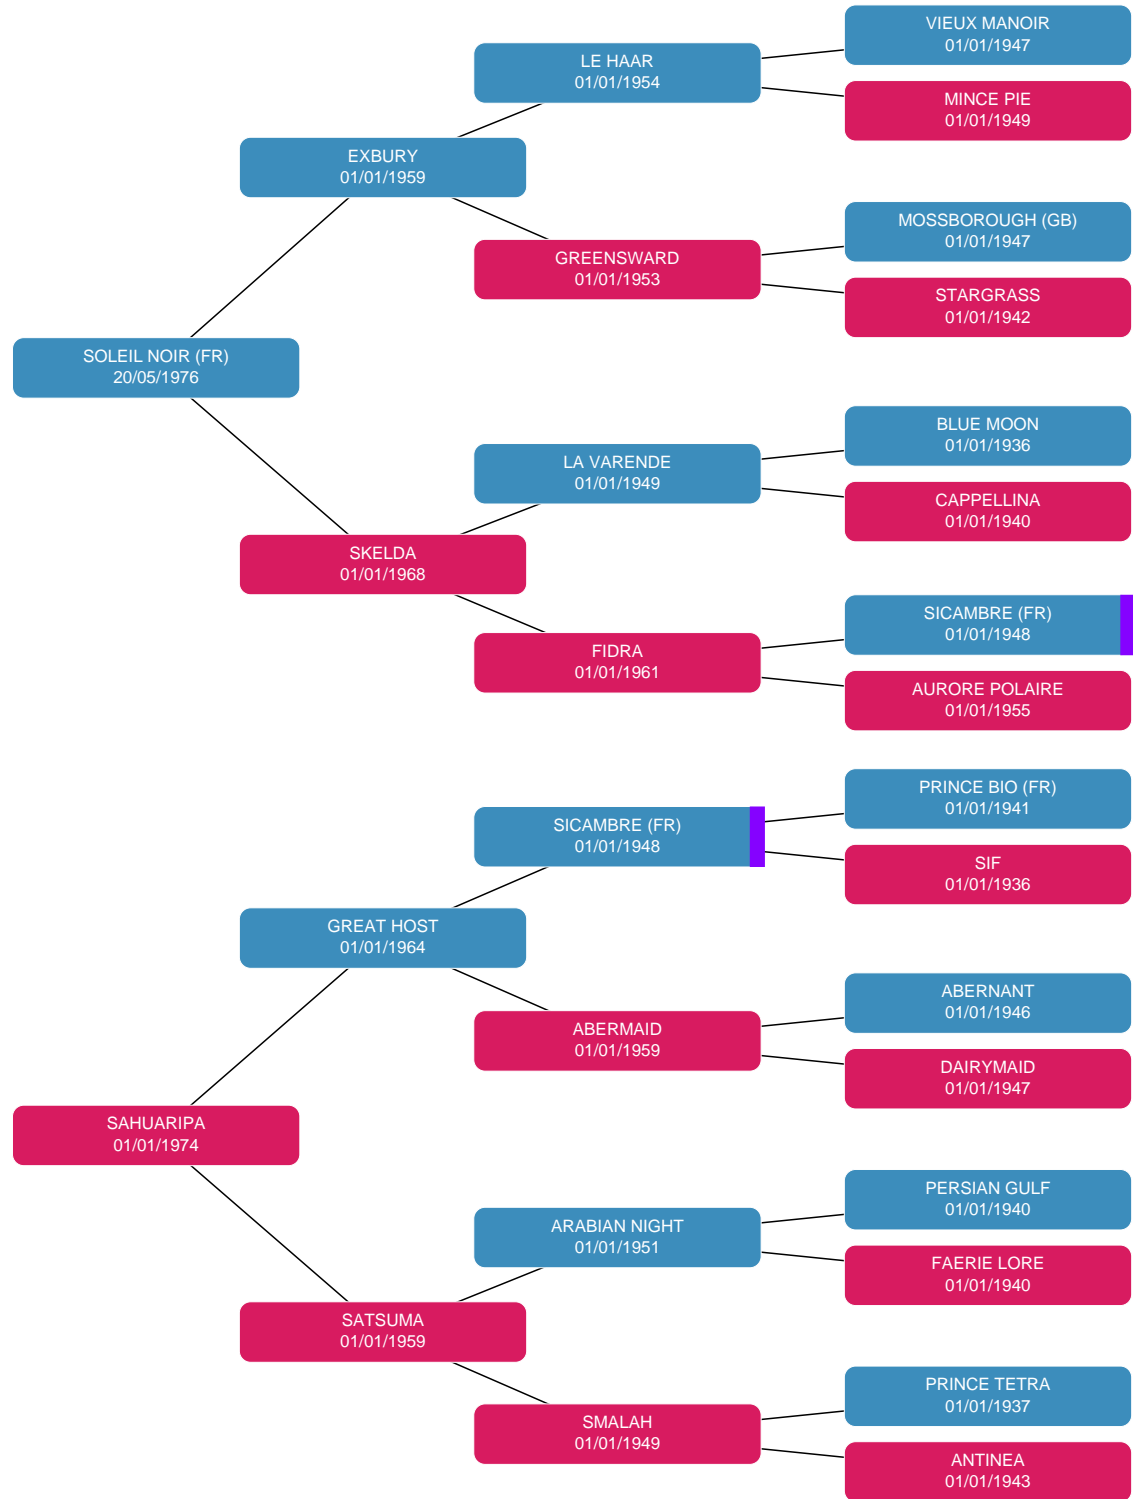 VIEUX MANOIR
01/01/1947
LE HAAR
01/01/1954
MINCE PIE
01/01/1949
EXBURY
01/01/1959
MOSSBOROUGH (GB)
01/01/1947
GREENSWARD
01/01/1953
STARGRASS
01/01/1942
SOLEIL NOIR (FR)
20/05/1976
BLUE MOON
01/01/1936
LA VARENDE
01/01/1949
CAPPELLINA
01/01/1940
SKELDA
01/01/1968
SICAMBRE (FR)
01/01/1948
FIDRA
01/01/1961
AURORE POLAIRE
01/01/1955
PRINCE BIO (FR)
01/01/1941
SICAMBRE (FR)
01/01/1948
SIF
01/01/1936
GREAT HOST
01/01/1964
ABERNANT
01/01/1946
ABERMAID
01/01/1959
DAIRYMAID
01/01/1947
SAHUARIPA
01/01/1974
PERSIAN GULF
01/01/1940
ARABIAN NIGHT
01/01/1951
FAERIE LORE
01/01/1940
SATSUMA
01/01/1959
PRINCE TETRA
01/01/1937
SMALAH
01/01/1949
ANTINEA
01/01/1943